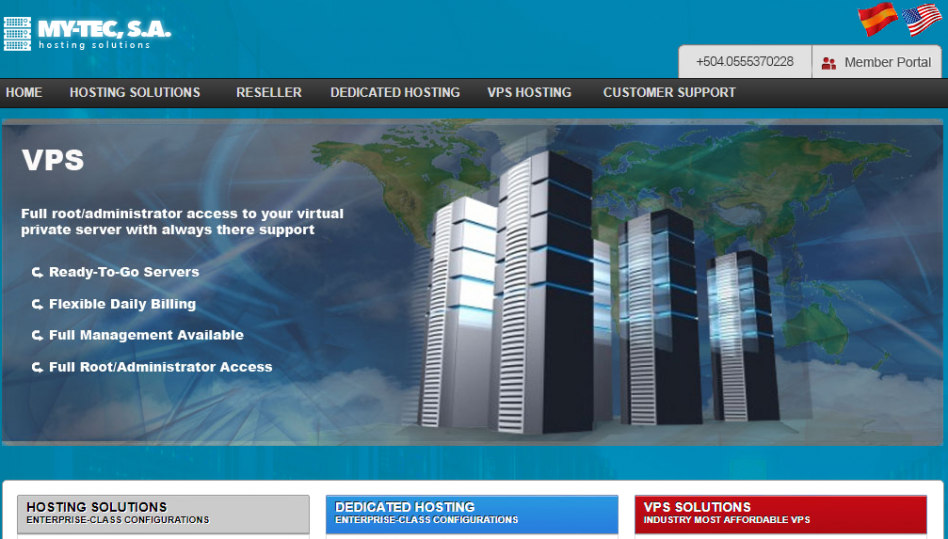 MY-TEC, S.A.
hosting solutions
+504.0555370228
Member Portal
HOME HOSTING SOLUTIONS RESELLER DEDICATED HOSTING VPS HOSTING CUSTOMER SUPPORT
VPS
Full root/administrator access to your virtual
private server with always there support
Ready-To-Go Servers
Flexible Daily Billing
Full Management Available
Full Root/Administrator Access
HOSTING SOLUTIONS
ENTERPRISE-CLASS CONFIGURATIONS
DEDICATED HOSTING
ENTERPRISE-CLASS CONFIGURATIONS
VPS SOLUTIONS
INDUSTRY MOST AFFORDABLE VPS